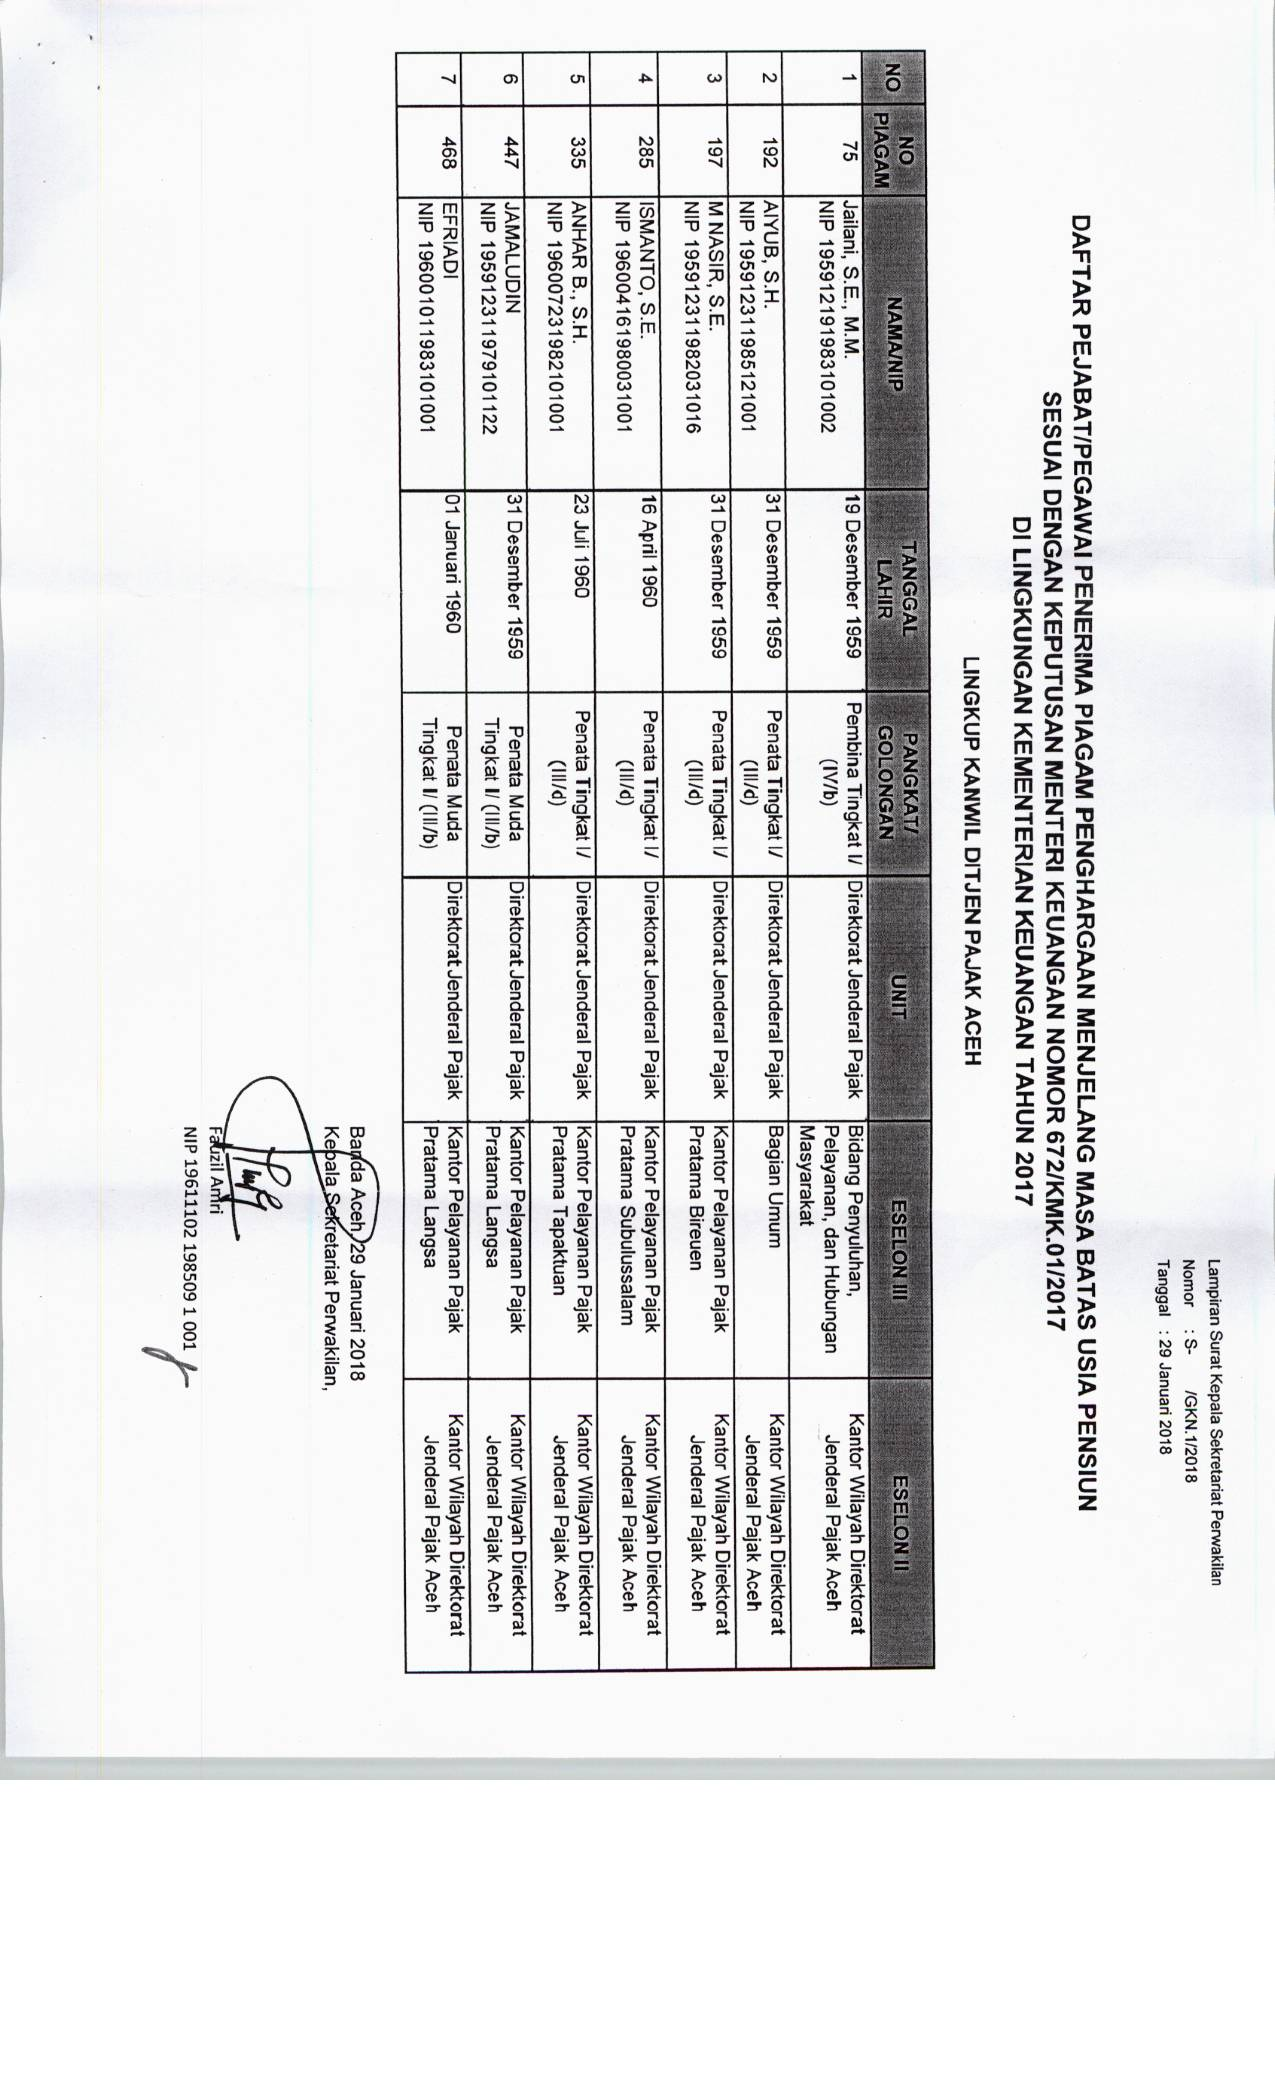 Lampiran Surat Kepala Sekretariat Perwakilan
Nomor : S- /GKN.1/2018
Tanggal : 29 Januari 2018
DAFTAR PEJABAT/PEGAWAI PENERIMA PIAGAM PENGHARGAAN MENJELANG MASA BATAS USIA PENSIUN
SESUAI DENGAN KEPUTUSAN MENTERI KEUANGAN NOMOR 672/KMK.01/2017
DI LINGKUNGAN KEMENTERIAN KEUANGAN TAHUN 2017
LINGKUP KANWIL DITJEN PAJAK ACEH
NO NO PIAGAM NAMA/NIP TANGGAL LAHIR PANGKAT/ GOLONGAN UNIT ESELON III ESELON II
1 75 Jailani, S.E., M.M. 19 Desember 1959 Pembina Tingkat I/ Direktorat Jenderal Pajak Bidang Penyuluhan, Kantor Wilayah Direktorat
NIP 195912191983101002 (IV/b) Pelayanan, dan Hubungan Jenderal Pajak Aceh
Masyarakat
2 192 AIYUB, S.H. 31 Desember 1959 Penata Tingkat I/ Direktorat Jenderal Pajak Bagian Umum Kantor Wilayah Direktorat
NIP 195912311985121001 (III/d) Jenderal Pajak Aceh
3 197 M NASIR, S.E. 31 Desember 1959 Penata Tingkat I/ Direktorat Jenderal Pajak Kantor Pelayanan Pajak Kantor Wilayah Direktorat
NIP 195912311982031016 (III/d) Pratama Bireuen Jenderal Pajak Aceh
4 285 ISMANTO, S.E. 16 April 1960 Penata Tingkat I/ Direktorat Jenderal Pajak Kantor Pelayanan Pajak Kantor Wilayah Direktorat
NIP 196004161980031001 (III/d) Pratama Subulussalam Jenderal Pajak Aceh
5 335 ANHAR B., S.H. 23 Juli 1960 Penata Tingkat I/ Direktorat Jenderal Pajak Kantor Pelayanan Pajak Kantor Wilayah Direktorat
NIP 196007231982101001 (III/d) Pratama Tapaktuan Jenderal Pajak Aceh
6 447 JAMALUDIN 31 Desember 1959 Penata Muda Direktorat Jenderal Pajak Kantor Pelayanan Pajak Kantor Wilayah Direktorat
NIP 195912311979101122 Tingkat I/ (III/b) Pratama Langsa Jenderal Pajak Aceh
7 468 EFRIADI 01 Januari 1960 Penata Muda Direktorat Jenderal Pajak Kantor Pelayanan Pajak Kantor Wilayah Direktorat
NIP 196001011983101001 Tingkat I/ (III/b) Pratama Langsa Jenderal Pajak Aceh
Banda Aceh, 29 Januari 2018
Kepala Sekretariat Perwakilan,
Fauzil Amri
NIP 19611102 198509 1 001